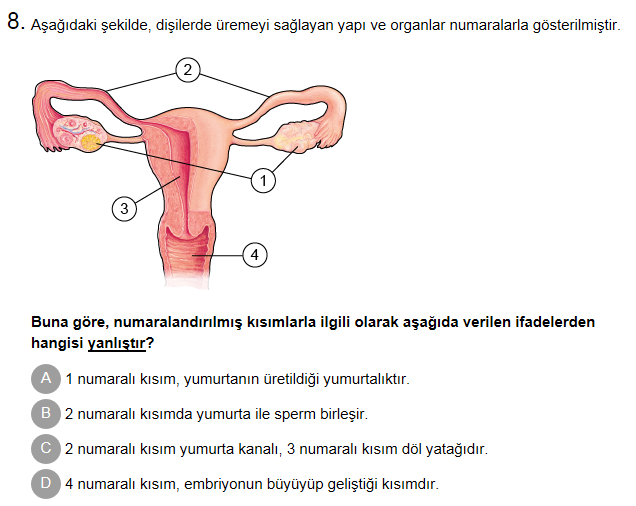 8. Aşağıdaki şekilde, dişilerde üremeyi sağlayan yapı ve organlar numaralarla gösterilmiştir.
2
1
3
4
Buna göre, numaralandırılmış kısımlarla ilgili olarak aşağıda verilen ifadelerden
hangisi yanlıştır?
A 1 numaralı kısım, yumurtanın üretildiği yumurtalıktır.
B 2 numaralı kısımda yumurta ile sperm birleşir.
C 2 numaralı kısım yumurta kanalı, 3 numaralı kısım döl yatağıdır.
D 4 numaralı kısım, embriyonun büyüyüp geliştiği kısımdır.